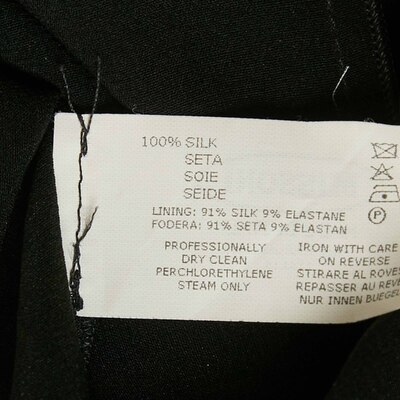 100% SILK
SETA
SOIE
SEIDE
LINING: 91% SILK 9% ELASTANE
FODERA: 91% SETA 9% ELASTAN
PROFESSIONALLY
DRY CLEAN
PERCHLORETHYLENE
STEAM ONLY
IRON WITH CARE
ON REVERSE
STIRARE AL ROVES
REPASSER AU REVE
NUR INNEN BUEGEL
P